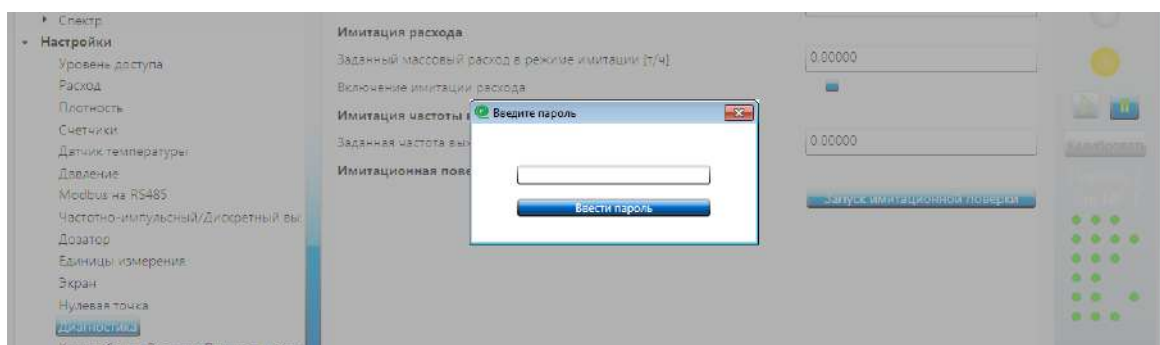 Спектр
Настройки
Уровень доступа
Расход
Плотность
Счетчики
Датчик температуры
Давление
Modbus на RS485
Частотно-импульсный/Дискретный вы
Дозатор
Единицы измерения
Экран
Нулевая точка
Диагностика
Имитация расхода
Заданный массовый расход в режиме имитации [т/ч]
0.00000
Включение имитации расхода
Имитация частоты
Заданная частота вых
0.00000
Имитационная пове
Запуск имитационной поверки
Введите пароль
Ввести пароль